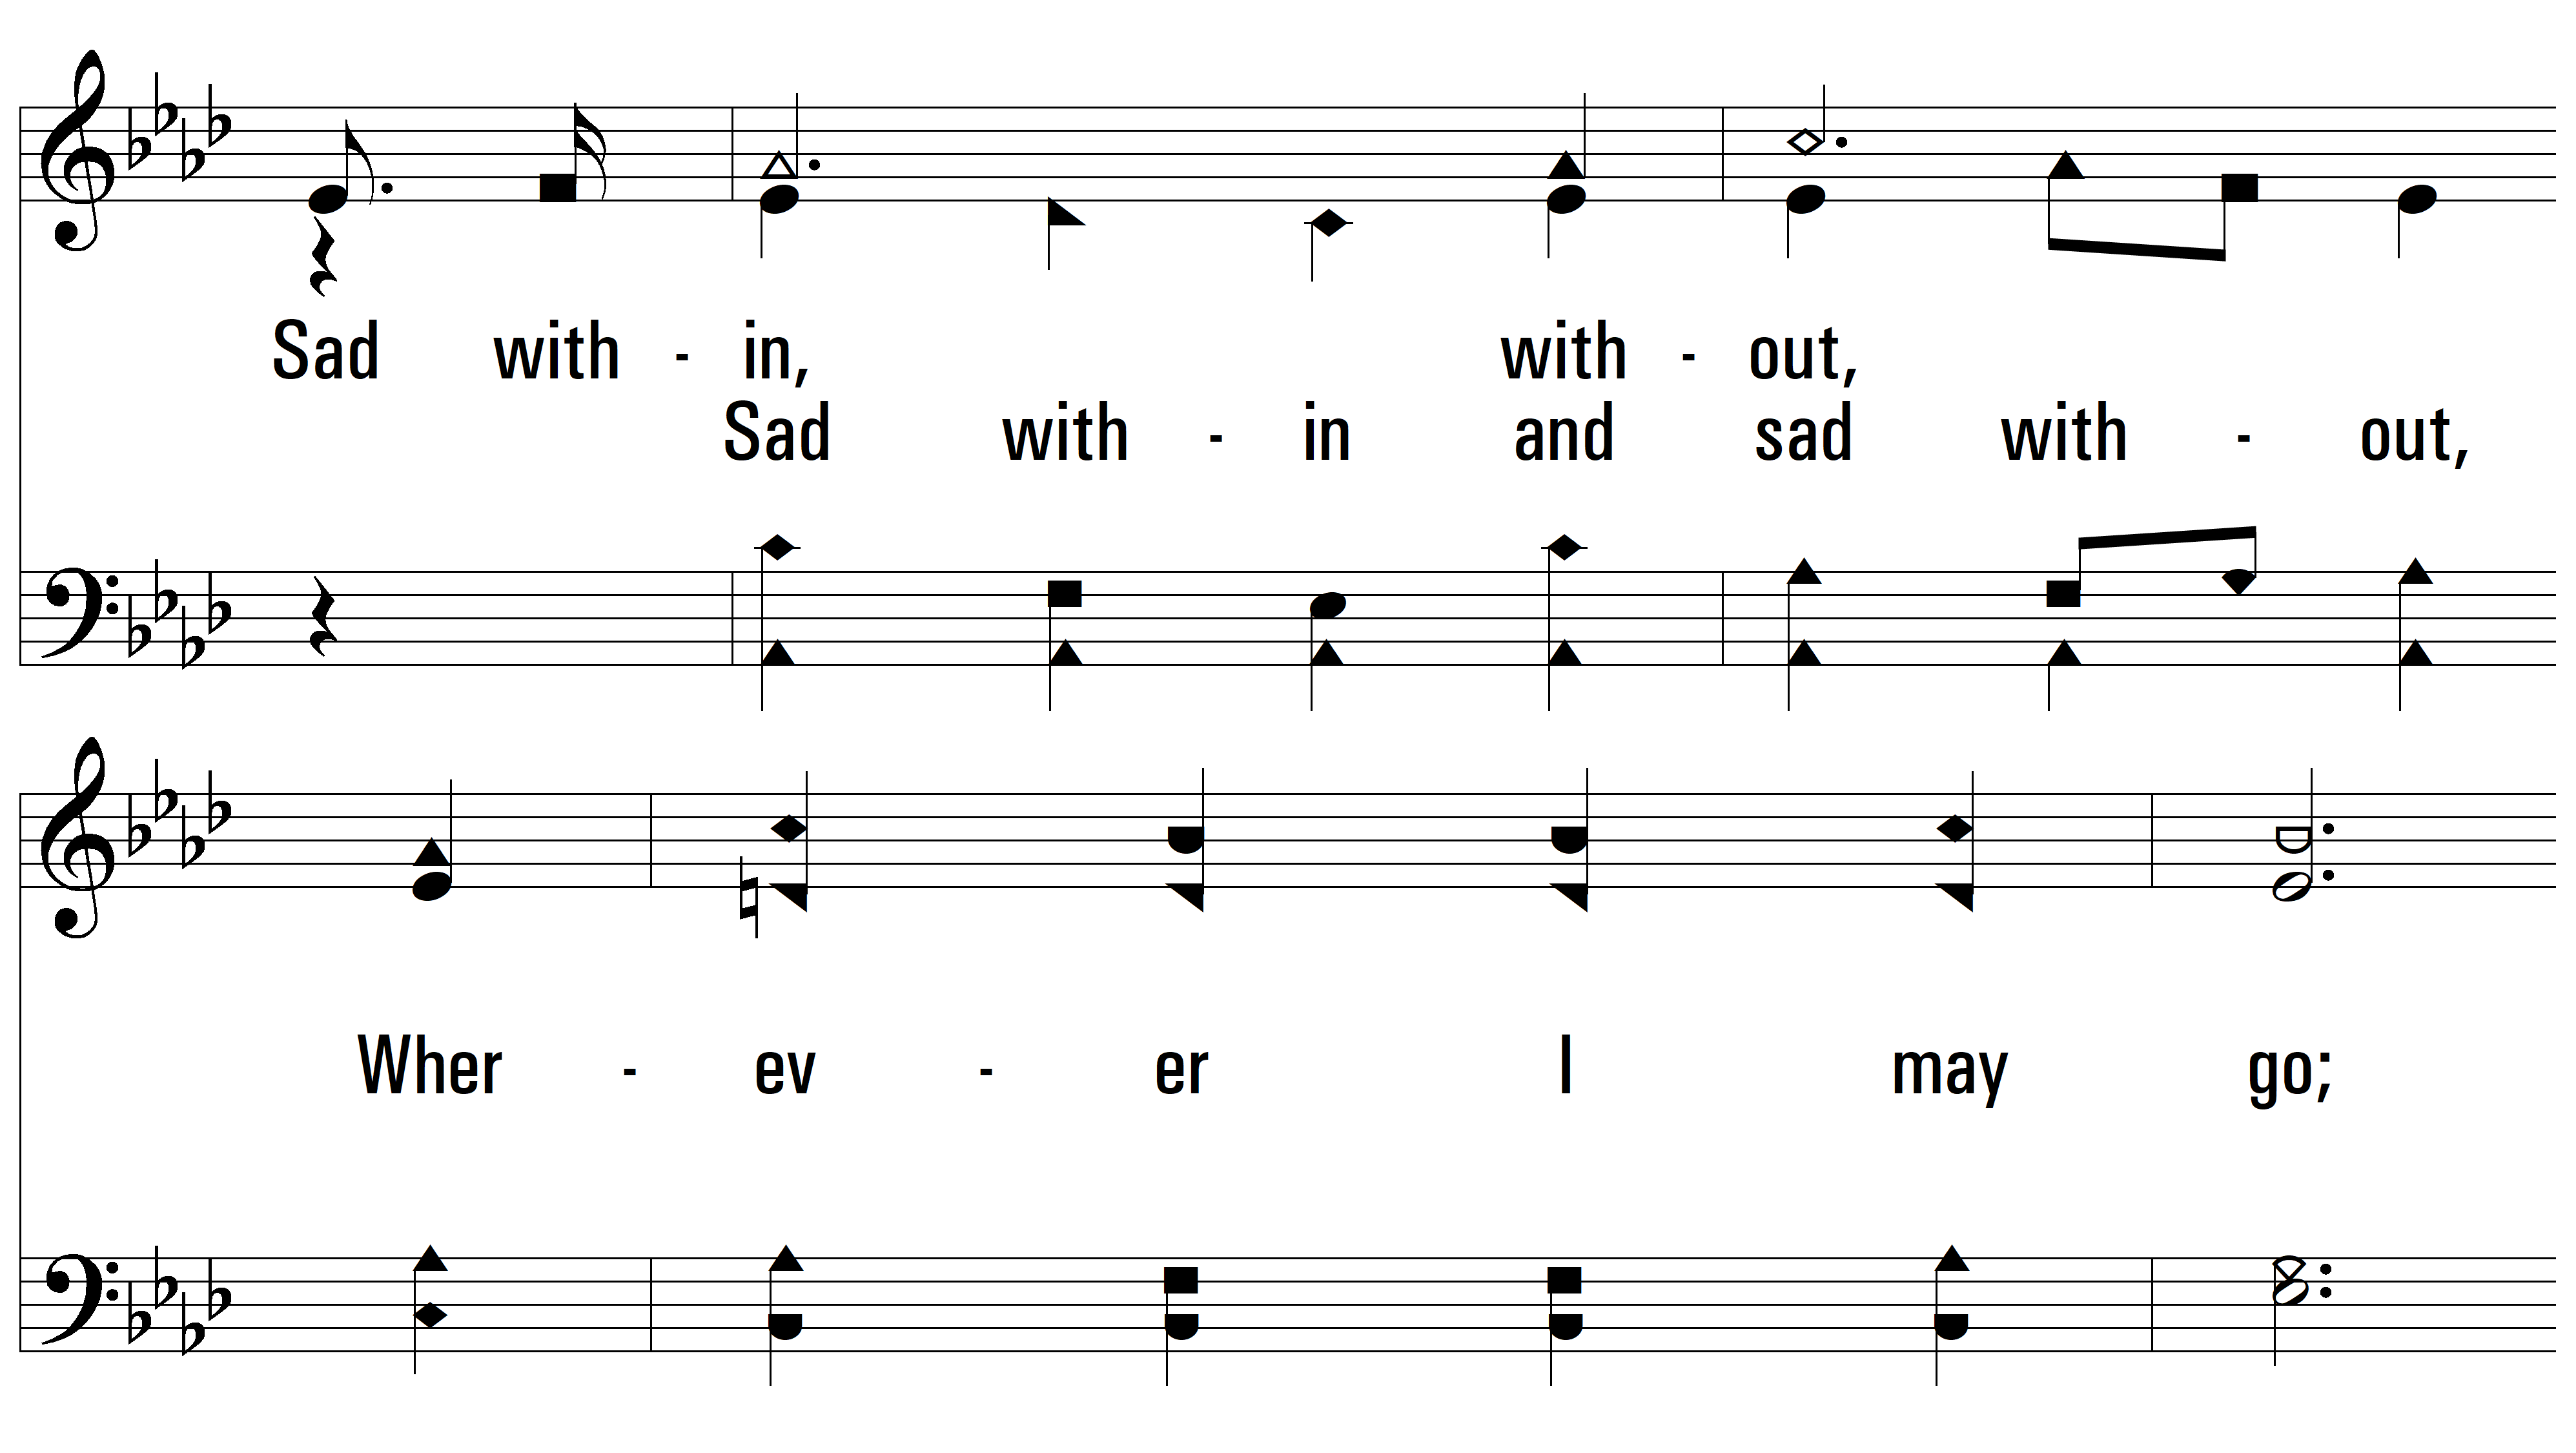 Sad with - in, with - out,
Sad with - in and sad with - out,
Wher - ev - er I may go;